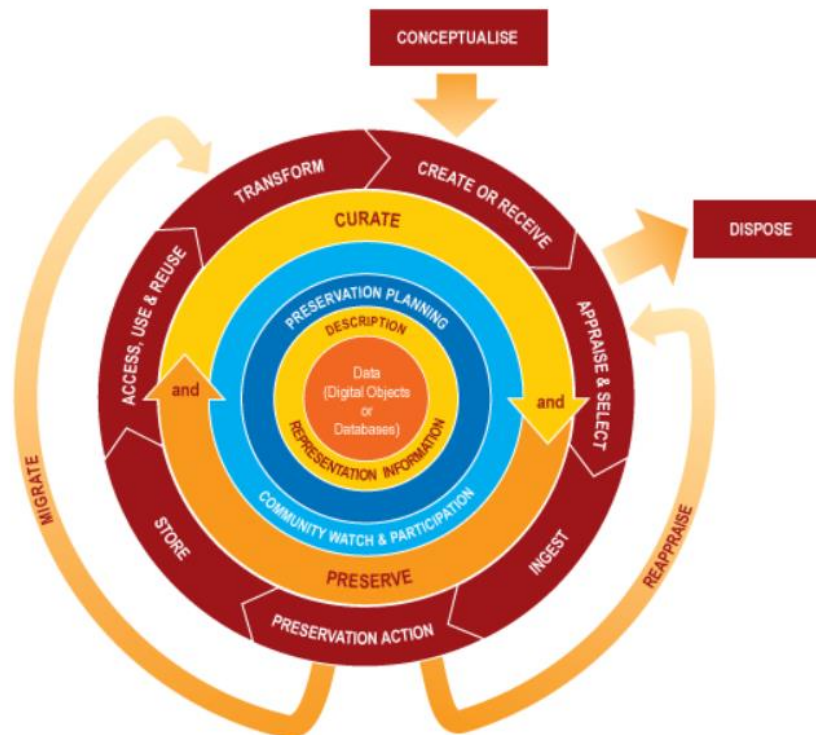 CONCEPTUALISE
DISPOSE
CREATE OR RECEIVE
APPRAISE & SELECT
INGEST
PRESERVATION ACTION
STORE
ACCESS, USE & REUSE
TRANSFORM
MIGRATE
REAPPRAISE
CURATE
and
PRESERVE
and
COMMUNITY WATCH & PARTICIPATION
PRESERVATION PLANNING
DESCRIPTION
REPRESENTATION INFORMATION
Data
(Digital Objects
or
Databases)